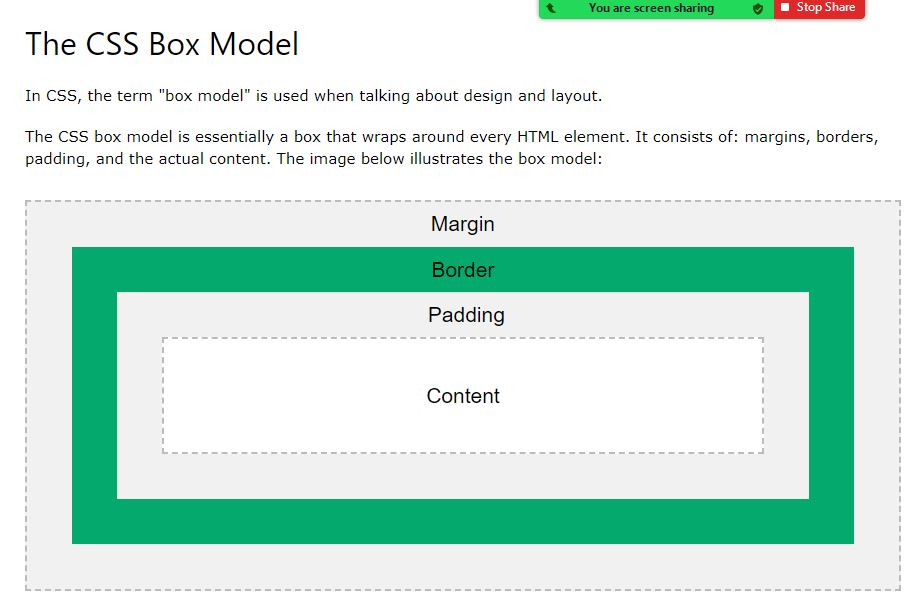 You are screen sharing
Stop Share
The CSS Box Model
In CSS, the term "box model" is used when talking about design and layout.
The CSS box model is essentially a box that wraps around every HTML element. It consists of: margins, borders,
padding, and the actual content. The image below illustrates the box model:
Margin
Border
Padding
Content